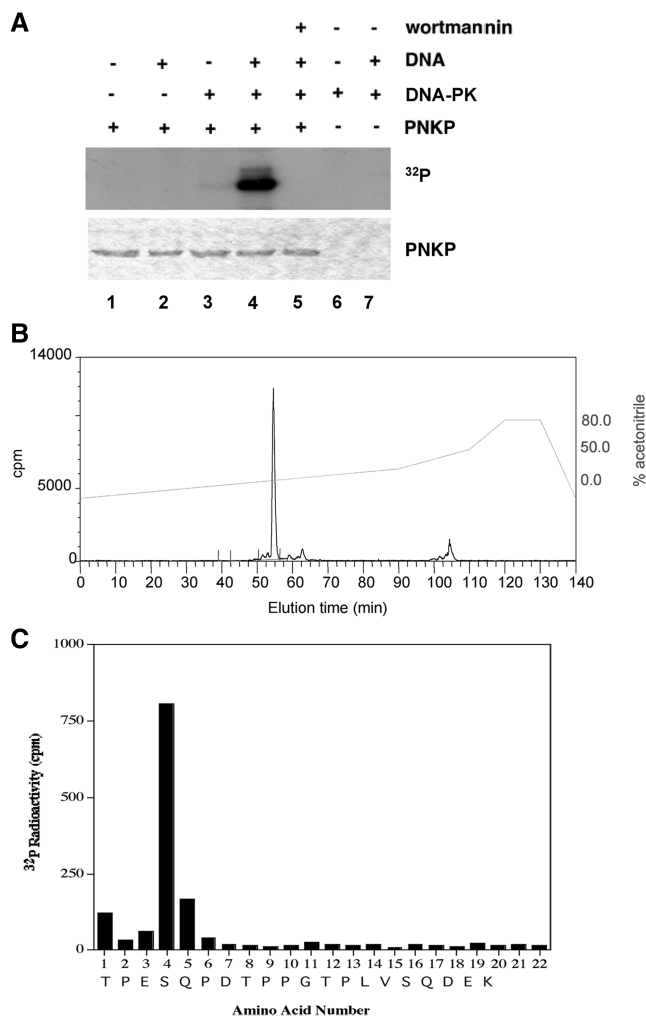 A
+ - - wortmannin
- + - + + - + DNA
- - + + + + + DNA-PK
+ + + + + - - PNKP
32P
PNKP
1 2 3 4 5 6 7
B
14000
5000
0
cpm
80.0
50.0
0.0
% acetonitrile
0 10 20 30 40 50 60 70 80 90 100 110 120 130 140
Elution time (min)
C
1000
750
500
250
0
32P Radioactivity (cpm)
1 2 3 4 5 6 7 8 9 10 11 12 13 14 15 16 17 18 19 20 21 22
T P E S Q P D T P P G T P L V S Q D E K
Amino Acid Number